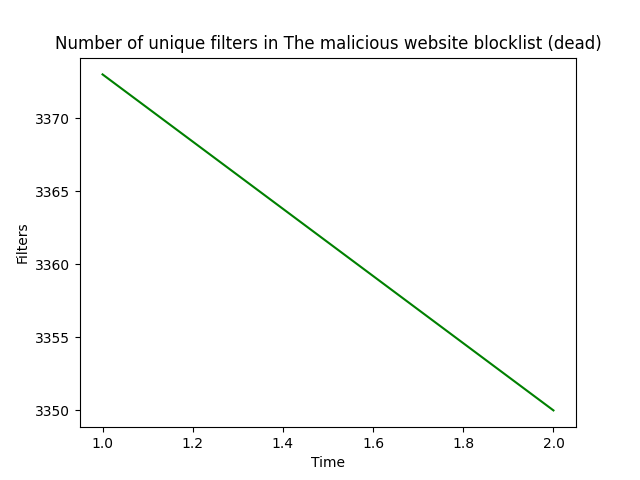 Number of unique filters in The malicious website blocklist (dead)
3370
3365
3360
3355
3350
Filters
1.0 1.2 1.4 1.6 1.8 2.0
Time